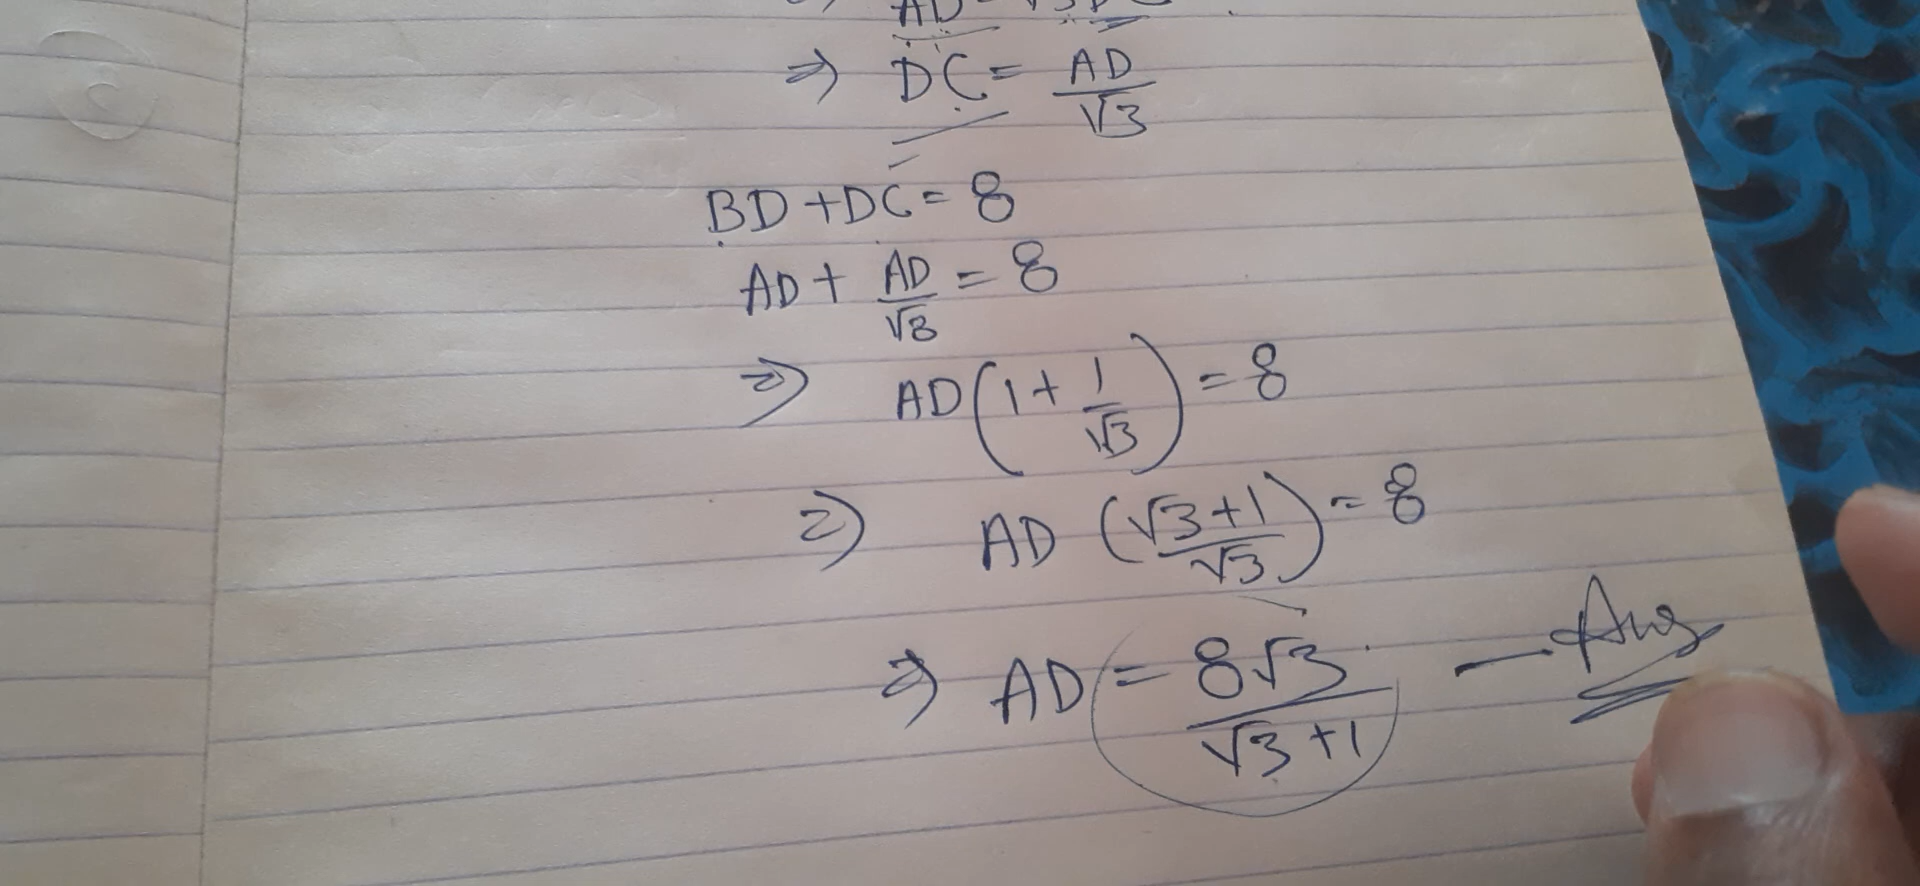 ⇒ DC = AD/√3
BD + DC = 8
AD + AD/√3 = 8
⇒ AD(1 + 1/√3) = 8
⇒ AD (√3+1/√3) = 8
⇒ AD = 8√3/√3+1 — Ans